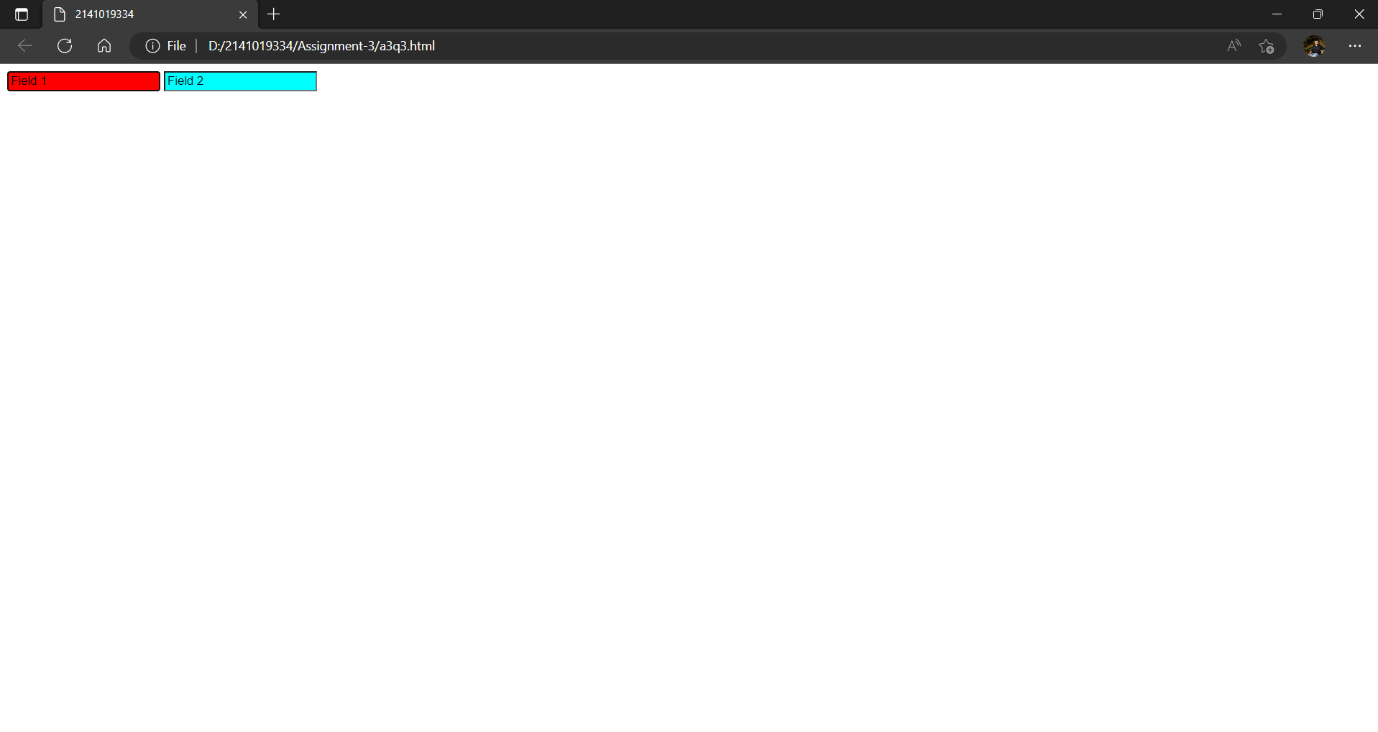 2141019334
File | D:/2141019334/Assignment-3/a3q3.html
Field 1 Field 2